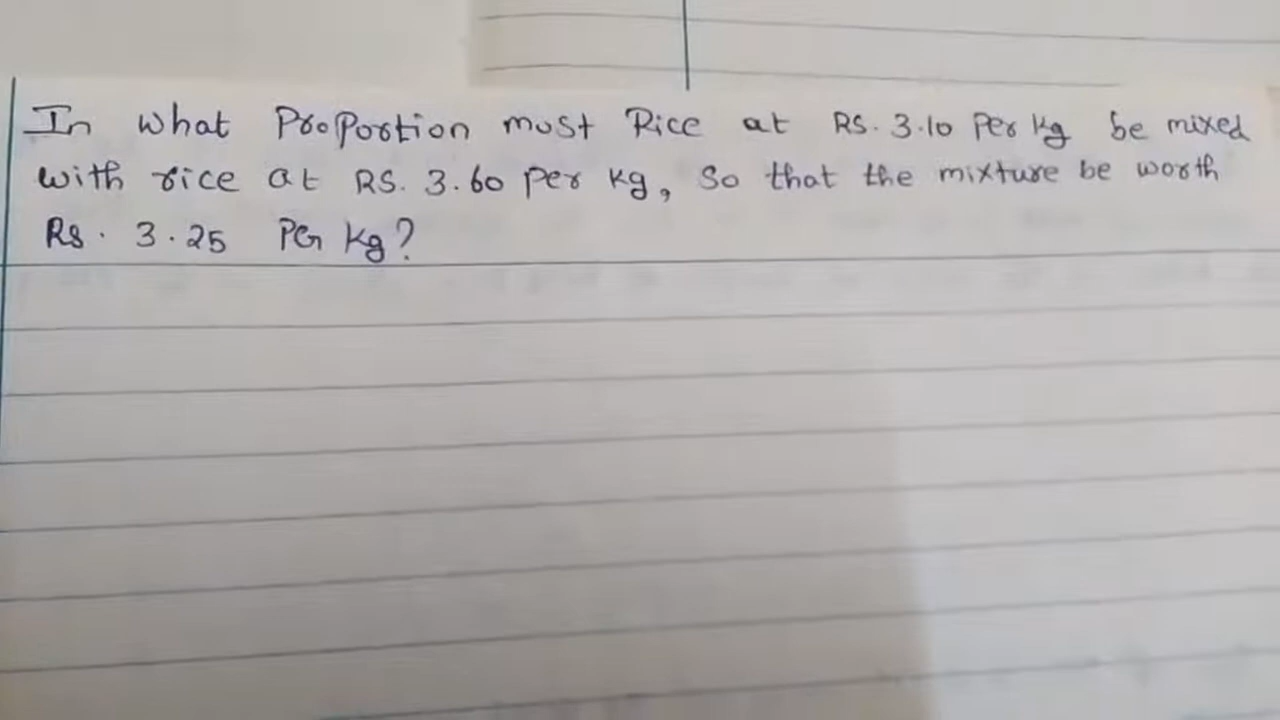 In what Proportion must Rice at RS. 3.10 Per kg be mixed
with rice at RS. 3.60 per kg, So that the mixture be worth
Rs. 3.25 Per kg?